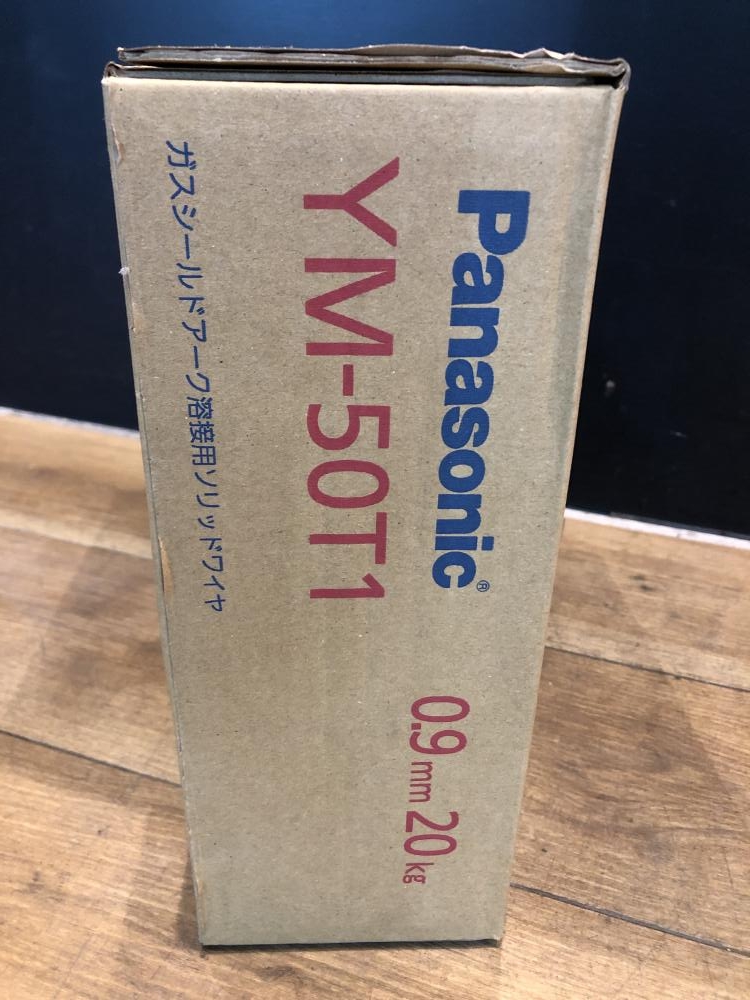 Panasonic®
0.9mm 20kg
YM-50T1
ガスシールドアーク溶接用ソリッドワイヤ